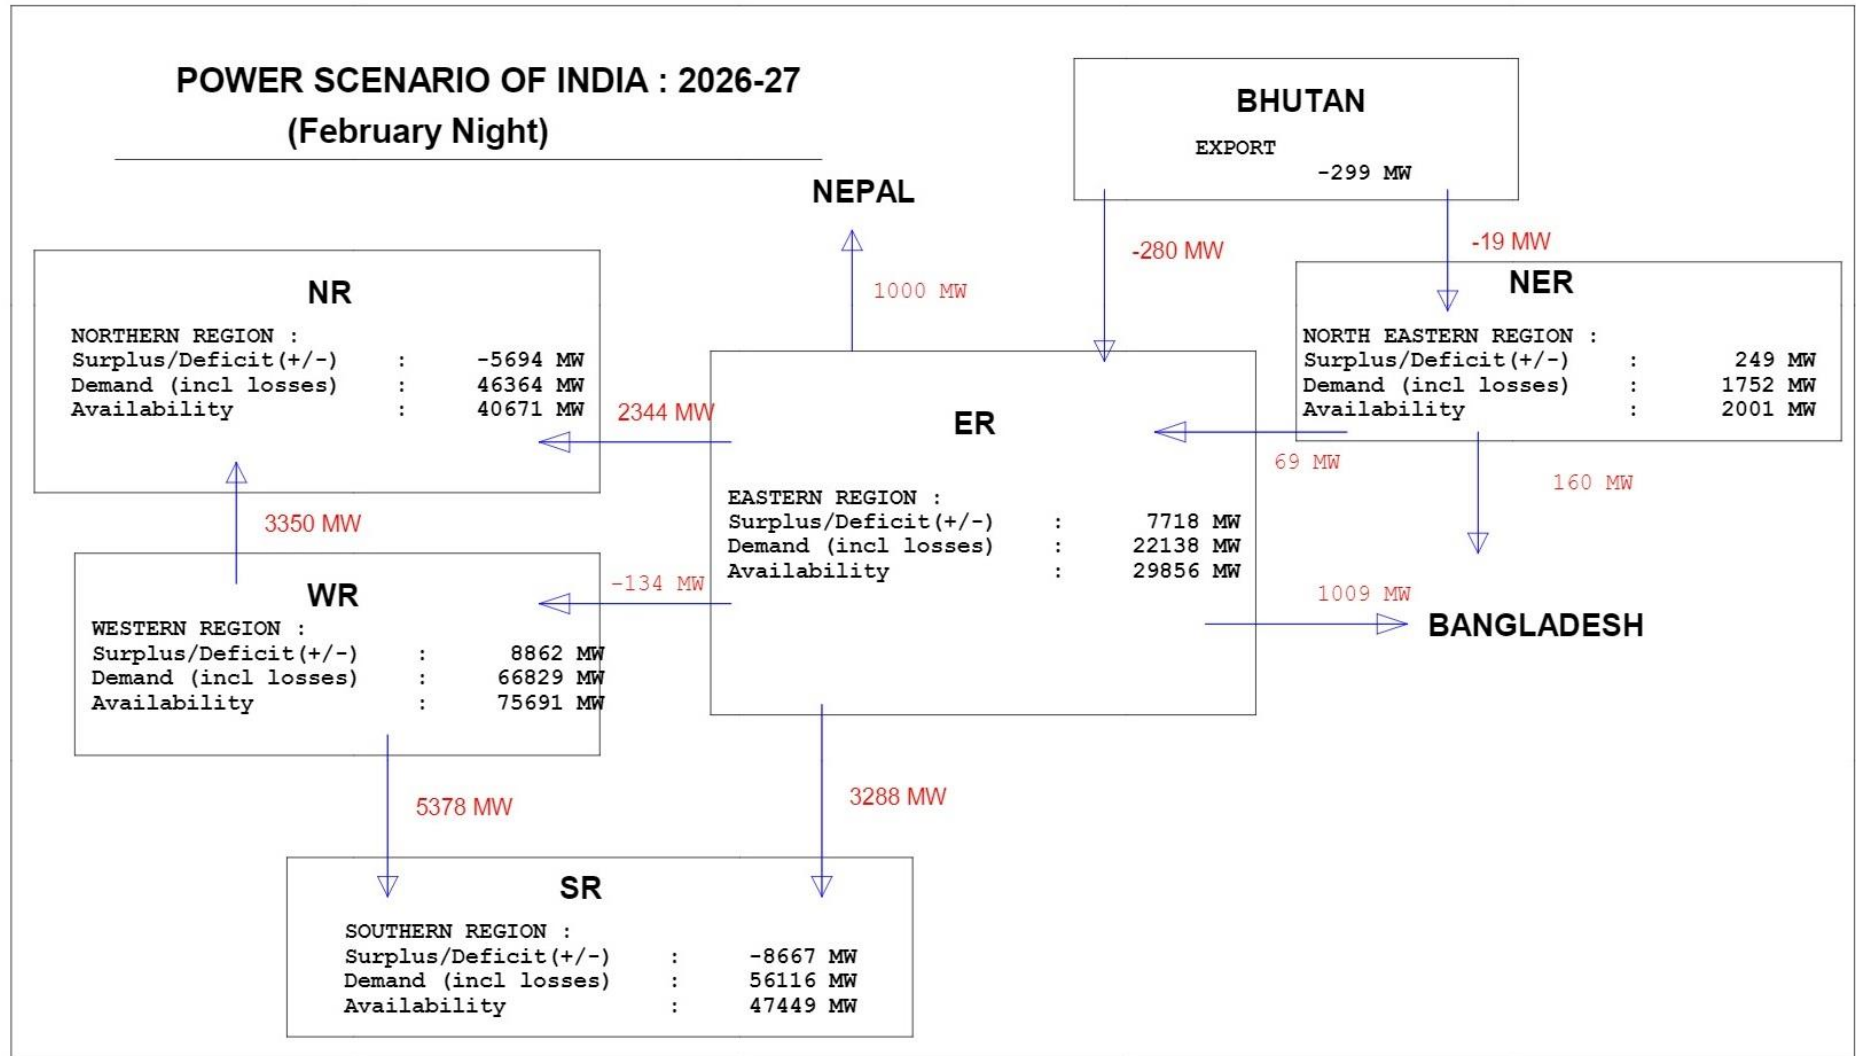 POWER SCENARIO OF INDIA : 2026-27
(February Night)
BHUTAN
EXPORT
-299 MW
NEPAL
1000 MW
-280 MW
-19 MW
NR
NORTHERN REGION :
Surplus/Deficit(+/-) : -5694 MW
Demand (incl losses) : 46364 MW
Availability : 40671 MW
2344 MW
3350 MW
NER
NORTH EASTERN REGION :
Surplus/Deficit(+/-) : 249 MW
Demand (incl losses) : 1752 MW
Availability : 2001 MW
69 MW
160 MW
ER
EASTERN REGION :
Surplus/Deficit(+/-) : 7718 MW
Demand (incl losses) : 22138 MW
Availability : 29856 MW
-134 MW
1009 MW
BANGLADESH
WR
WESTERN REGION :
Surplus/Deficit(+/-) : 8862 MW
Demand (incl losses) : 66829 MW
Availability : 75691 MW
5378 MW
3288 MW
SR
SOUTHERN REGION :
Surplus/Deficit(+/-) : -8667 MW
Demand (incl losses) : 56116 MW
Availability : 47449 MW